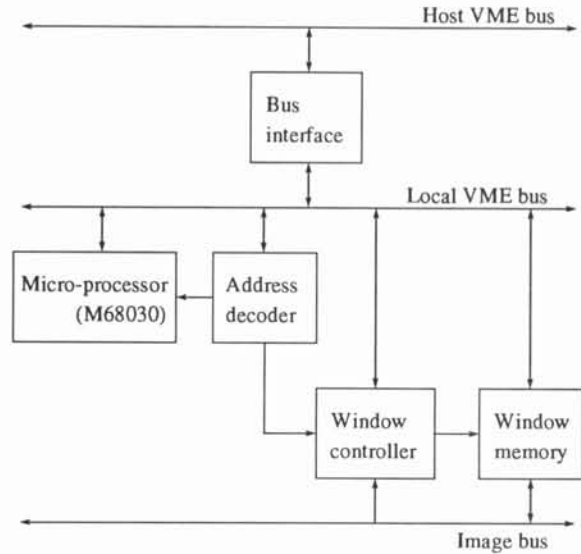 Host VME bus
Bus
interface
Local VME bus
Micro-processor
(M68030)
Address
decoder
Window
controller
Window
memory
Image bus